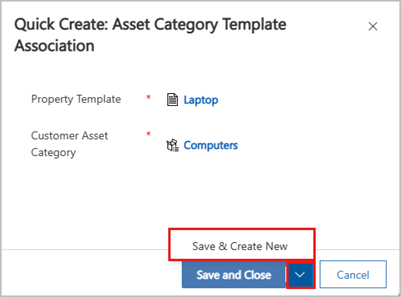 Quick Create: Asset Category Template
Association
Property Template * Laptop
Customer Asset
Category * Computers
Save & Create New
Save and Close
Cancel